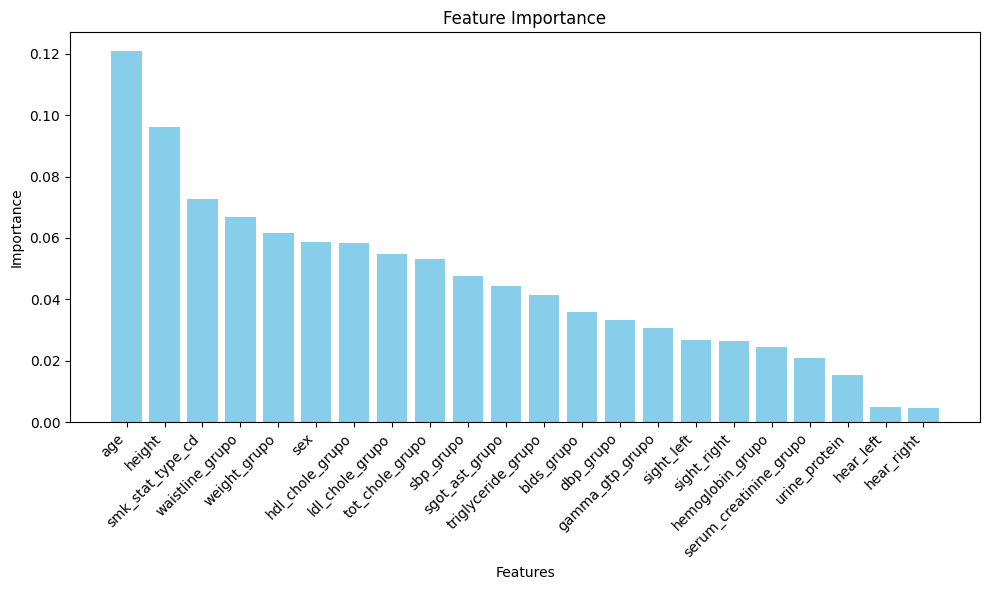 Feature Importance
Importance
0.12
0.10
0.08
0.06
0.04
0.02
0.00
age
height
smk_stat_type_cd
waistline_grupo
weight_grupo
sex
hdl_chole_grupo
ldl_chole_grupo
tot_chole_grupo
sbp_grupo
sgot_ast_grupo
triglyceride_grupo
blds_grupo
dbp_grupo
gamma_gtp_grupo
sight_left
sight_right
hemoglobin_grupo
serum_creatinine_grupo
urine_protein
hear_left
hear_right
Features